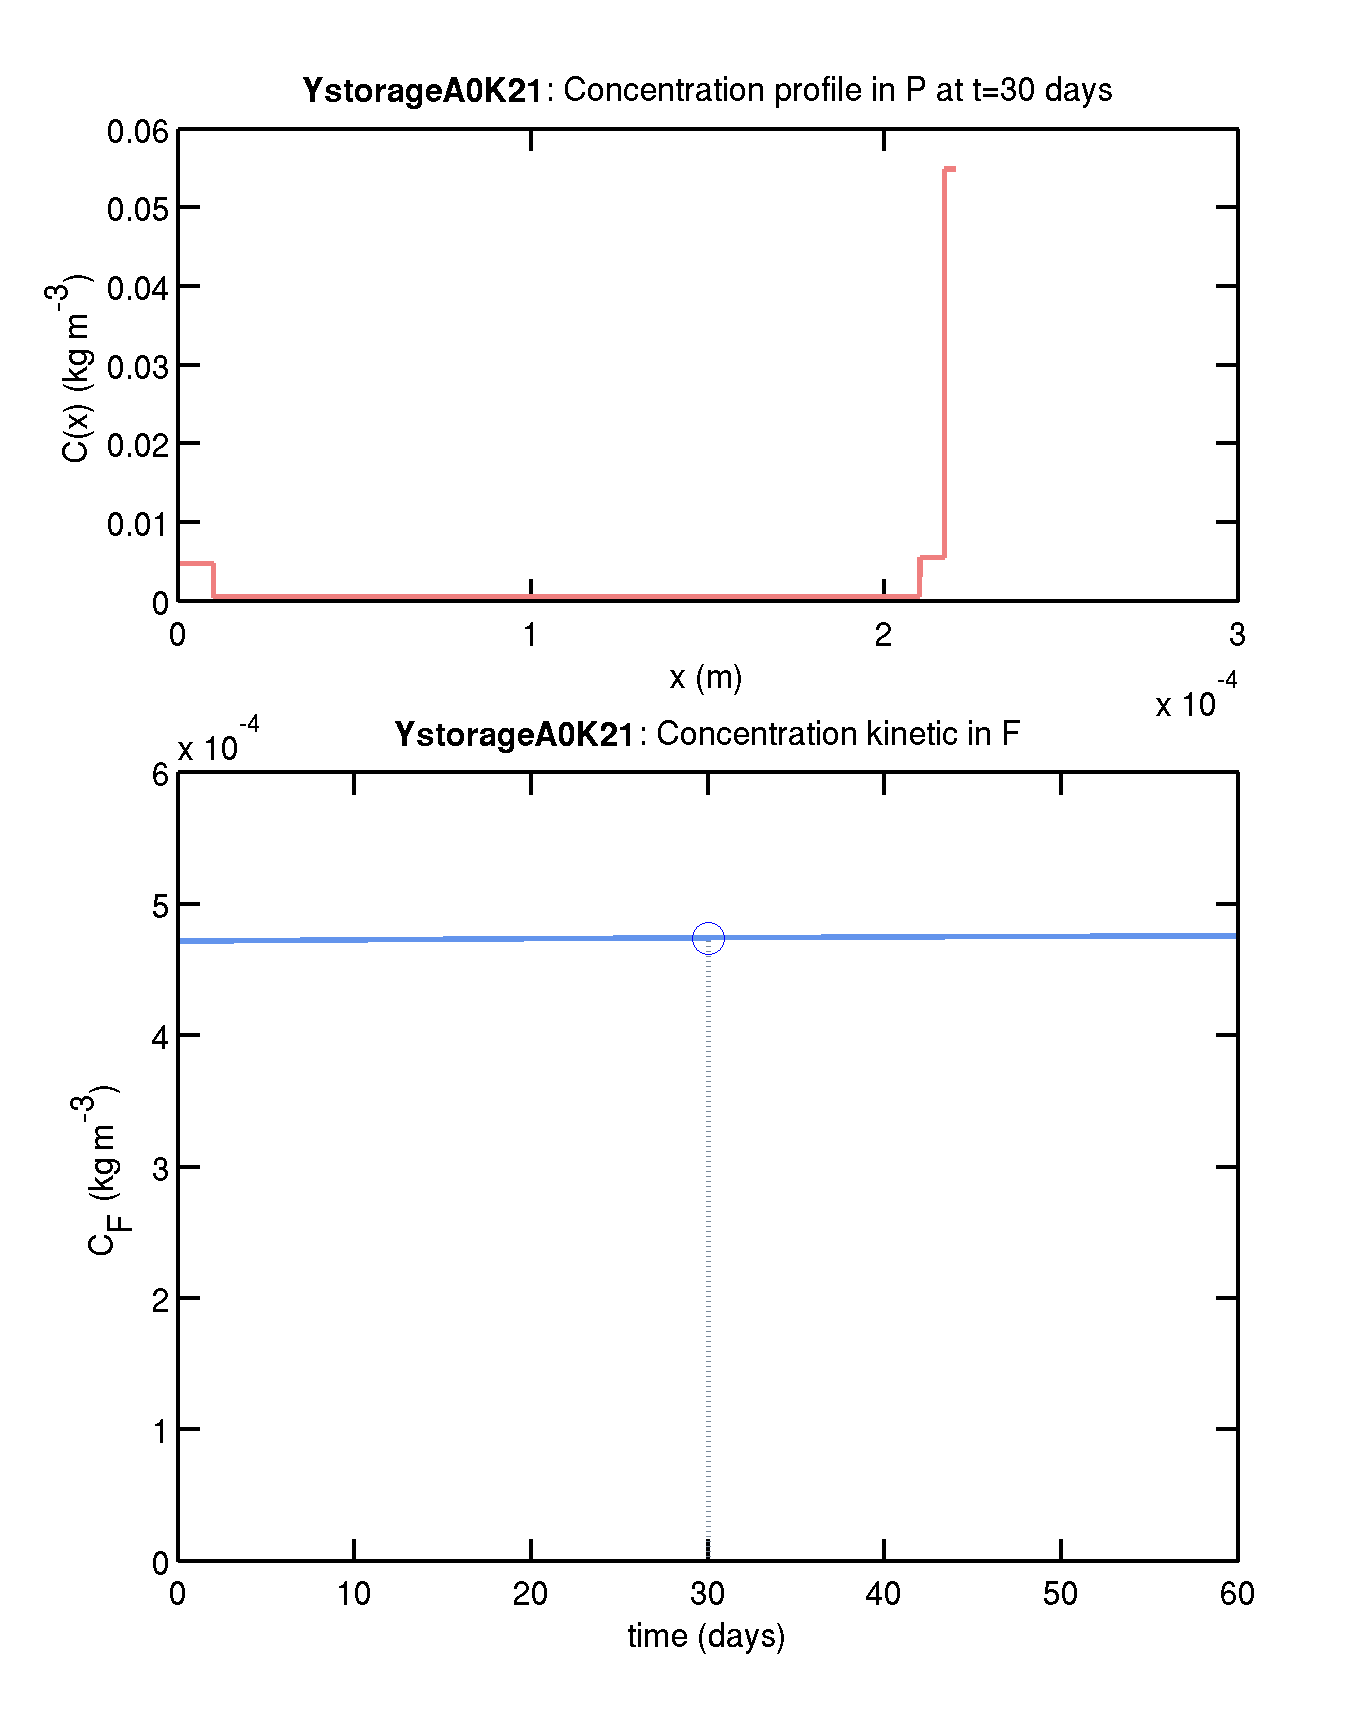 YstorageA0K21: Concentration profile in P at t=30 days
0.06
0.05
0.04
0.03
0.02
0.01
0
C(x) (kg m-3)
0 1 2 3
x (m)
x 10-4
YstorageA0K21: Concentration kinetic in F
x 10-4
6
5
4
3
2
1
0
CF (kg m-3)
0 10 20 30 40 50 60
time (days)